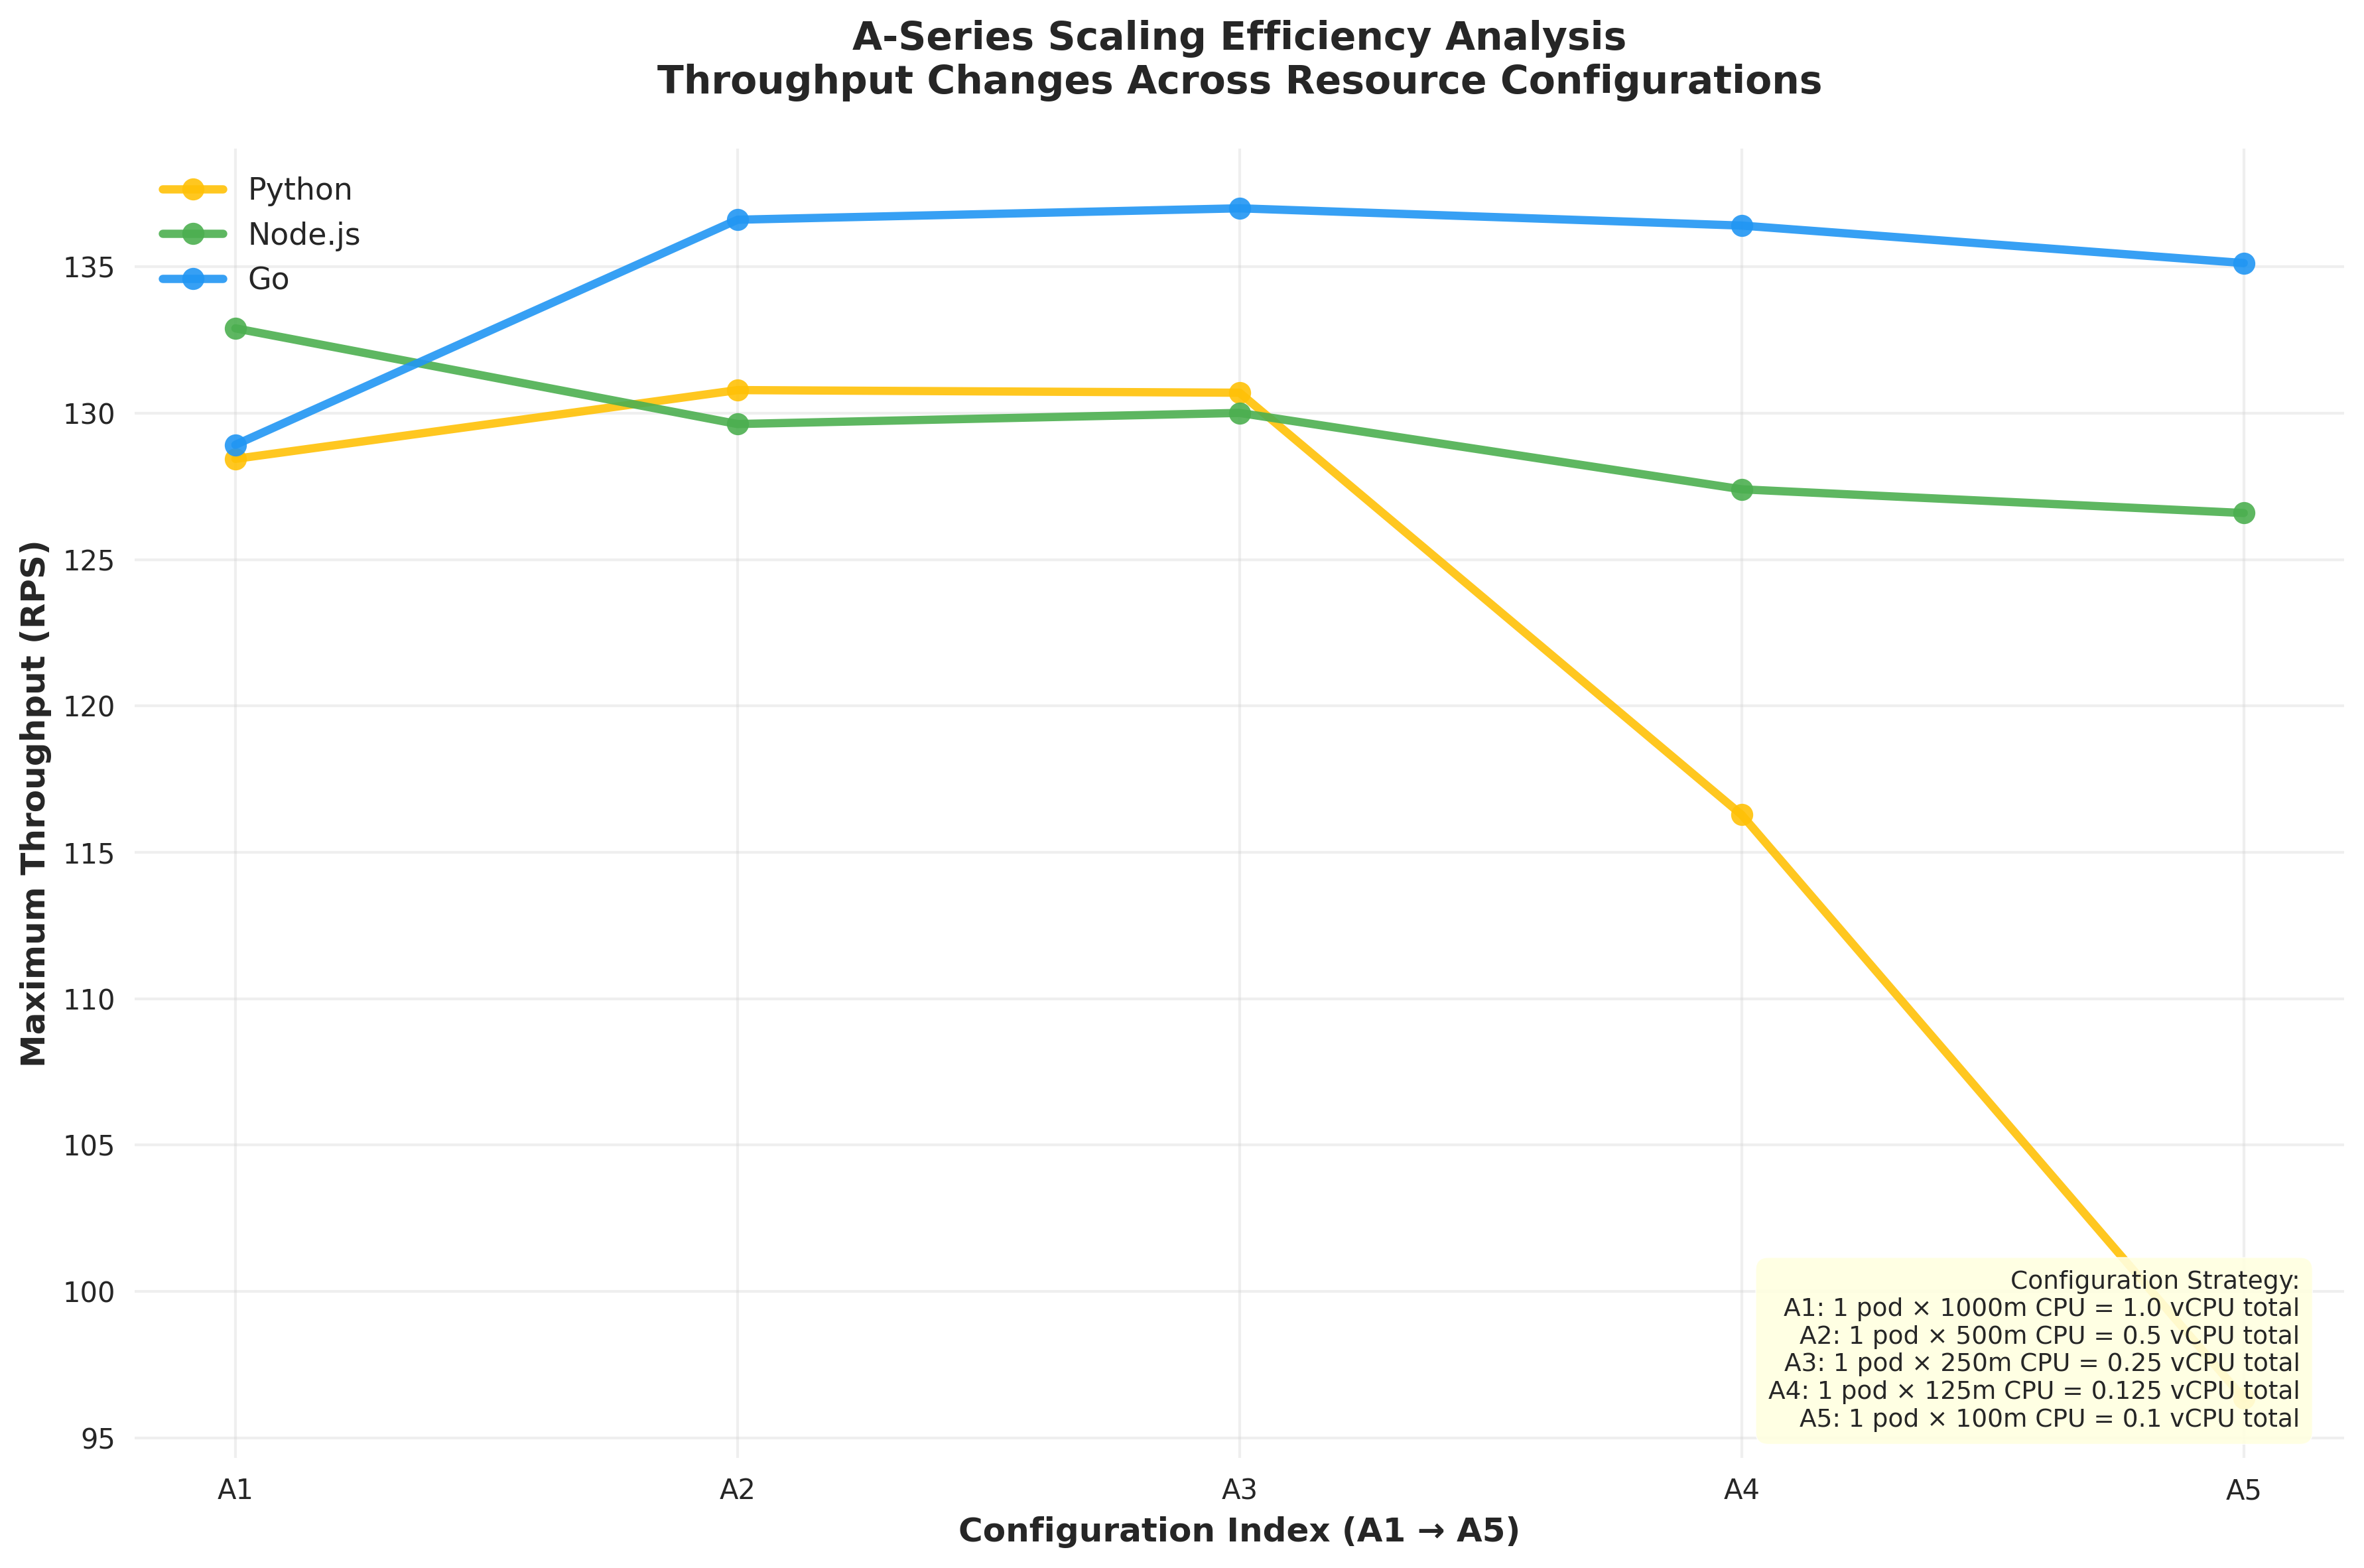 A-Series Scaling Efficiency Analysis
Throughput Changes Across Resource Configurations
Python
Node.js
Go
Maximum Throughput (RPS)
135
130
125
120
115
110
105
100
95
Configuration Strategy:
A1: 1 pod × 1000m CPU = 1.0 vCPU total
A2: 1 pod × 500m CPU = 0.5 vCPU total
A3: 1 pod × 250m CPU = 0.25 vCPU total
A4: 1 pod × 125m CPU = 0.125 vCPU total
A5: 1 pod × 100m CPU = 0.1 vCPU total
A1 A2 A3 A4 A5
Configuration Index (A1 → A5)